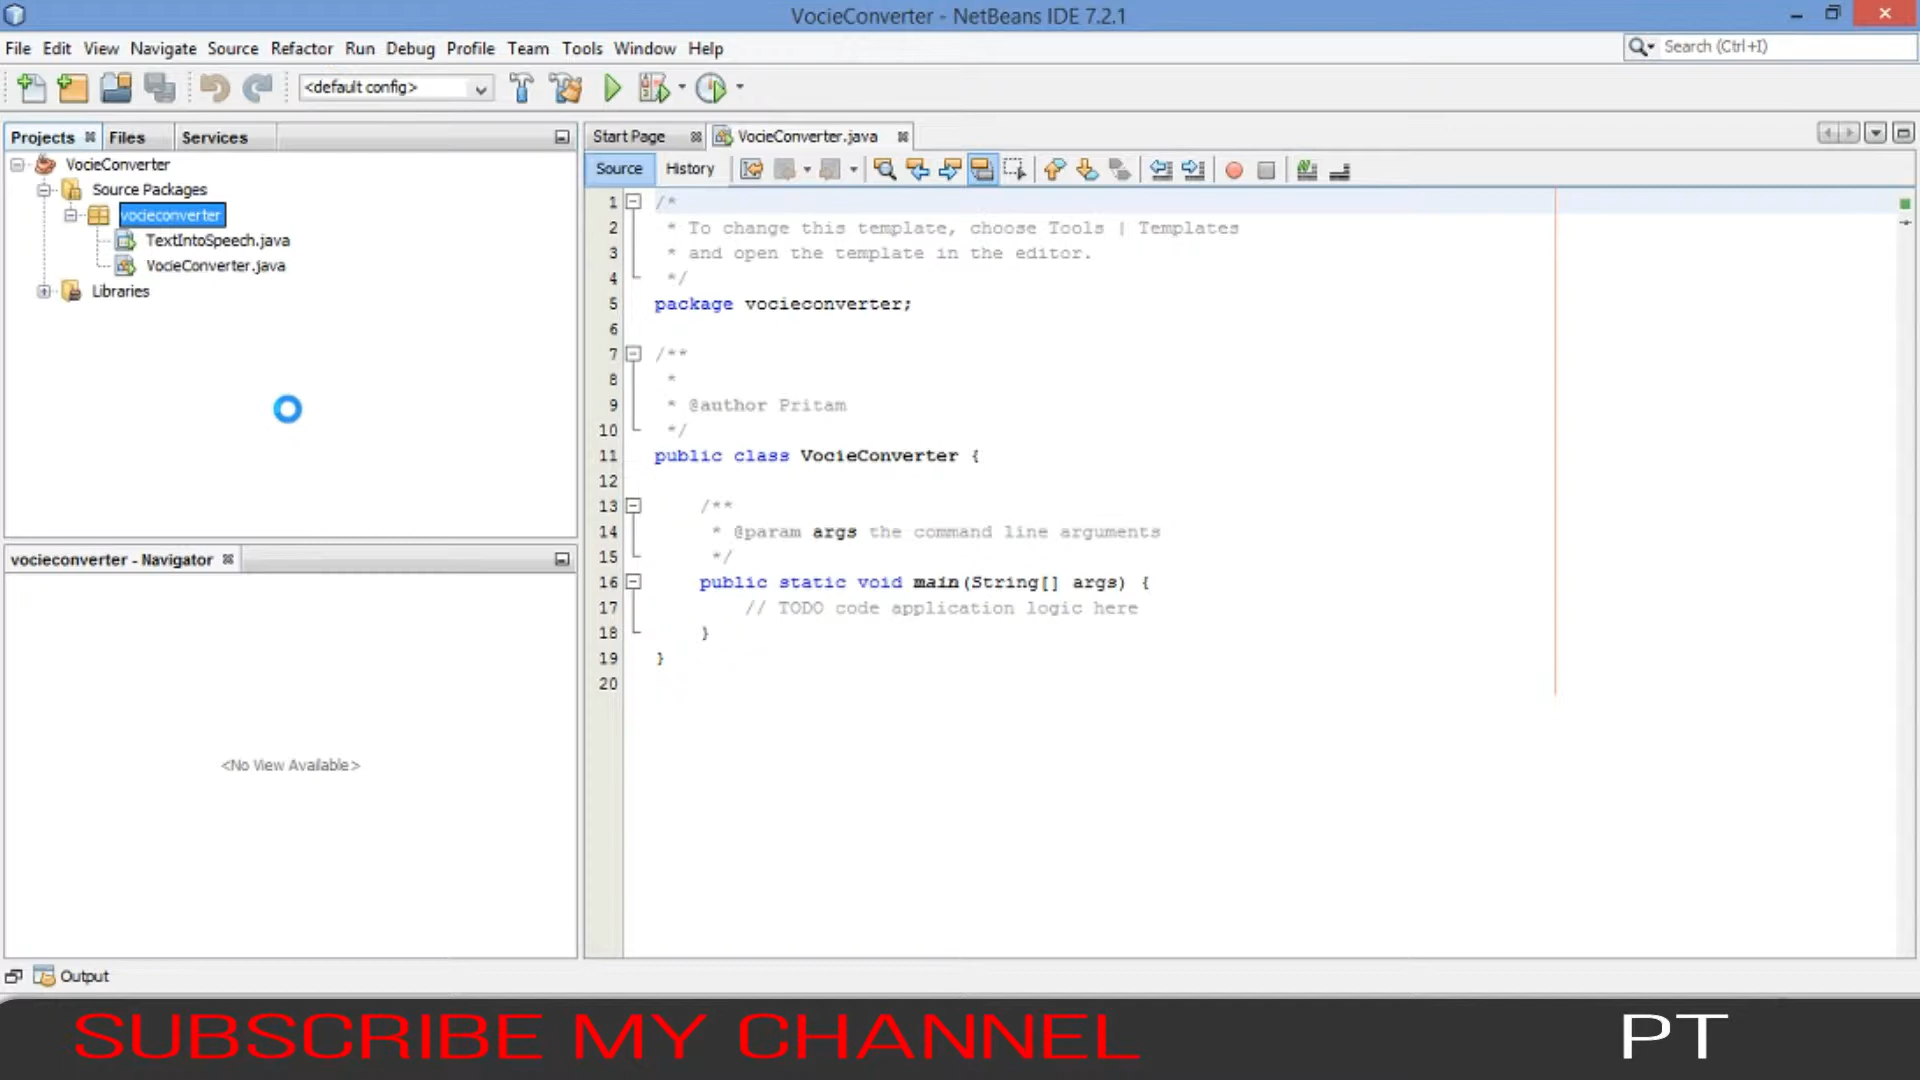 VocieConverter - NetBeans IDE 7.2.1
File Edit View Navigate Source Refactor Run Debug Profile Team Tools Window Help
Search (Ctrl+I)
<default config>
Projects Files Services
VocieConverter
Source Packages
vocieconverter
TextIntoSpeech.java
VocieConverter.java
Libraries
vocieconverter - Navigator
<No View Available>
Start Page VocieConverter.java
Source History
1 /*
2 * To change this template, choose Tools | Templates
3 * and open the template in the editor.
4 */
5 package vocieconverter;
6
7 /**
8 *
9 * @author Pritam
10 */
11 public class VocieConverter {
12
13 /**
14 * @param args the command line arguments
15 */
16 public static void main(String[] args) {
17 // TODO code application logic here
18 }
19 }
20
Output
SUBSCRIBE MY CHANNEL
PT